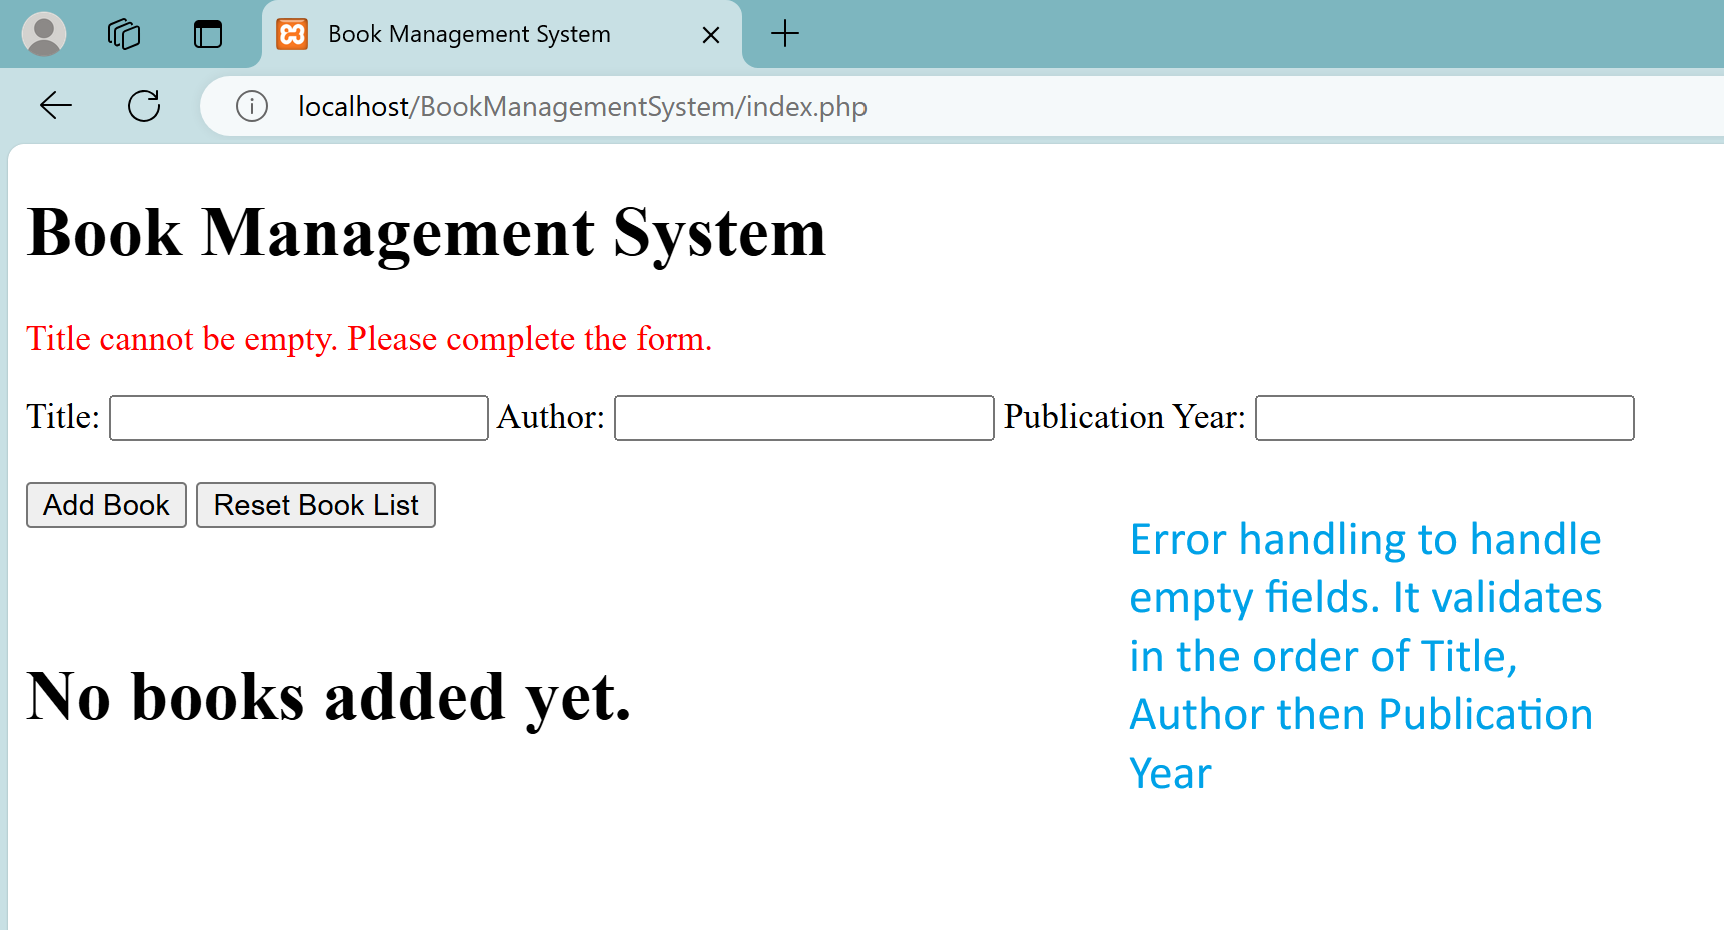 Book Management System
localhost/BookManagementSystem/index.php
Book Management System
Title cannot be empty. Please complete the form.
Title: Author: Publication Year:
Add Book Reset Book List
Error handling to handle
empty fields. It validates
in the order of Title,
Author then Publication
Year
No books added yet.